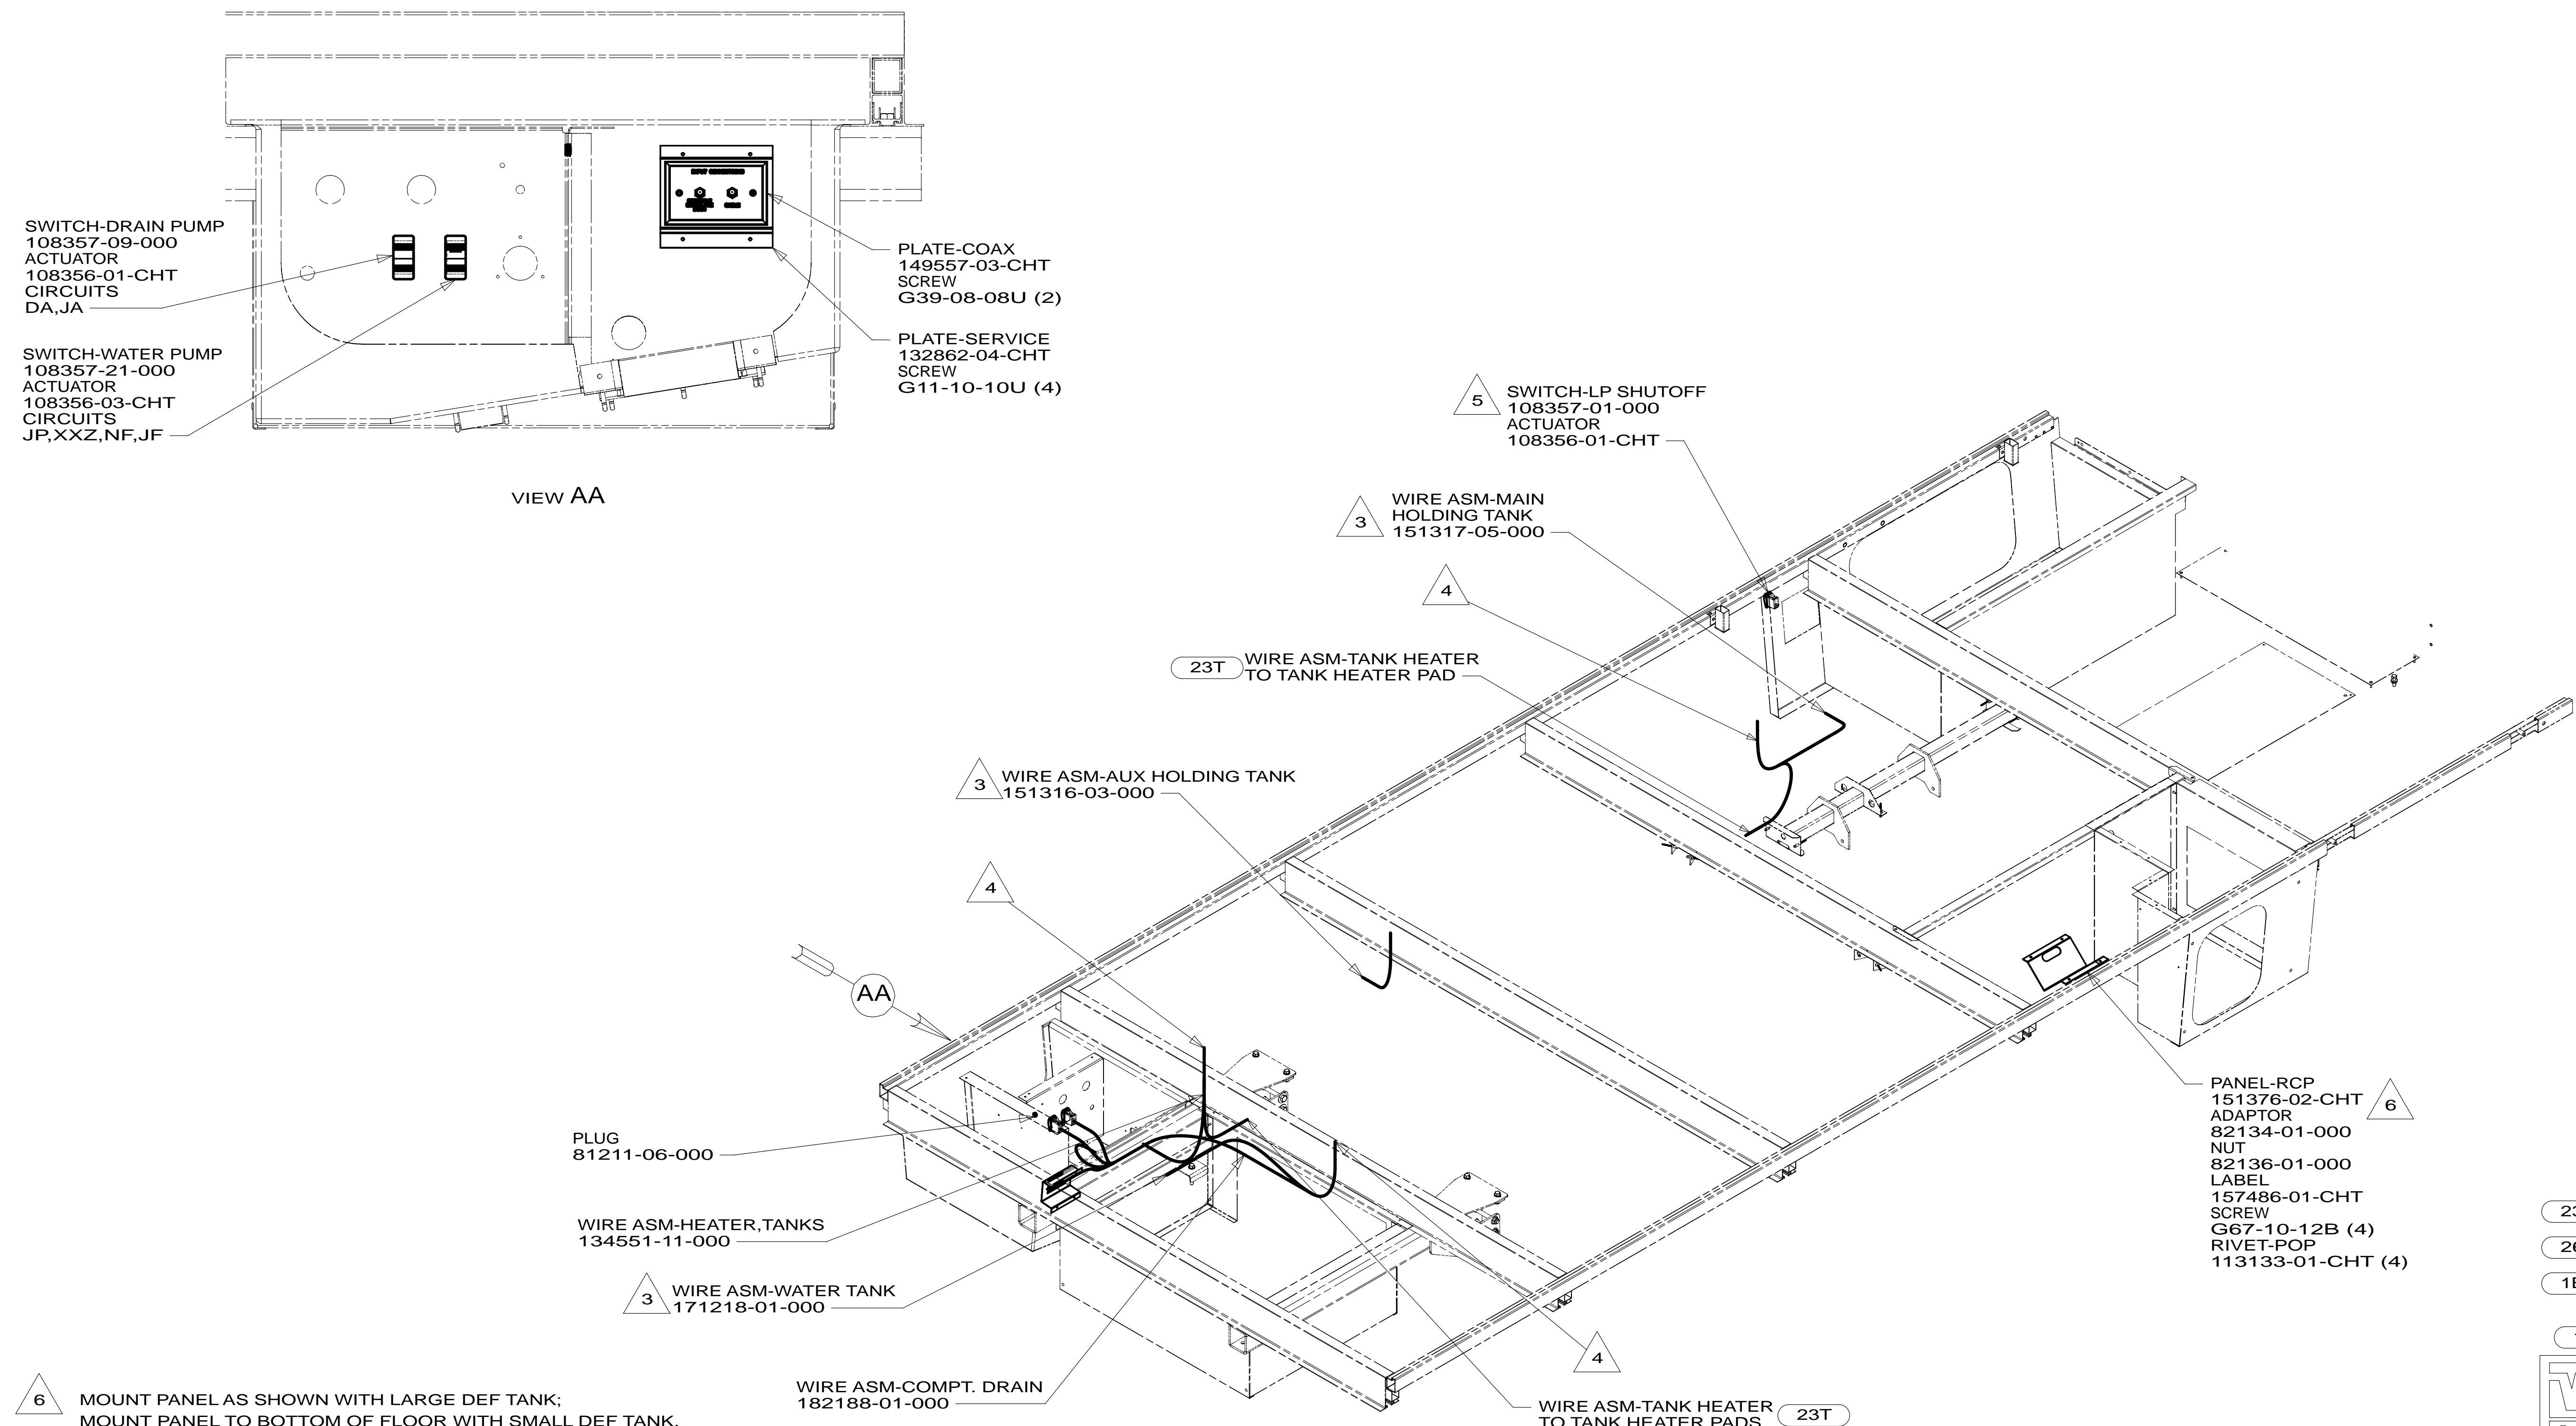 SWITCH-DRAIN PUMP
108357-09-000
ACTUATOR
108356-01-CHT
CIRCUITS
DA,JA
SWITCH-WATER PUMP
108357-21-000
ACTUATOR
108356-03-CHT
CIRCUITS
JP,XXZ,NF,JF
PLATE-COAX
149557-03-CHT
SCREW
G39-08-08U (2)
PLATE-SERVICE
132862-04-CHT
SCREW
G11-10-10U (4)
VIEW AA
5
SWITCH-LP SHUTOFF
108357-01-000
ACTUATOR
108356-01-CHT
3
WIRE ASM-MAIN
HOLDING TANK
151317-05-000
4
23T
WIRE ASM-TANK HEATER
TO TANK HEATER PAD
3
WIRE ASM-AUX HOLDING TANK
151316-03-000
4
AA
PLUG
81211-06-000
WIRE ASM-HEATER,TANKS
134551-11-000
3
WIRE ASM-WATER TANK
171218-01-000
WIRE ASM-COMPT. DRAIN
182188-01-000
4
WIRE ASM-TANK HEATER
TO TANK HEATER PADS
23T
PANEL-RCP
151376-02-CHT
6
ADAPTOR
82134-01-000
NUT
82136-01-000
LABEL
157486-01-CHT
SCREW
G67-10-12B (4)
RIVET-POP
113133-01-CHT (4)
6
MOUNT PANEL AS SHOWN WITH LARGE DEF TANK;
MOUNT PANEL TO BOTTOM OF FLOOR WITH SMALL DEF TANK.